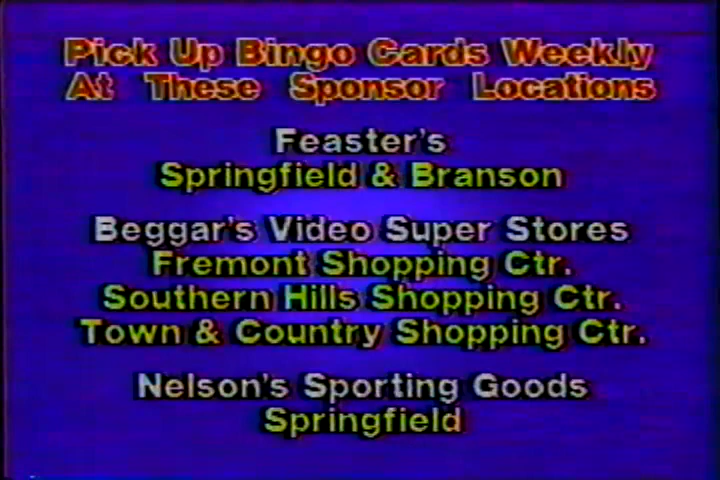 Pick Up Bingo Cards Weekly
At These Sponsor Locations
Feaster's
Springfield & Branson
Beggar's Video Super Stores
Fremont Shopping Ctr.
Southern Hills Shopping Ctr.
Town & Country Shopping Ctr.
Nelson's Sporting Goods
Springfield